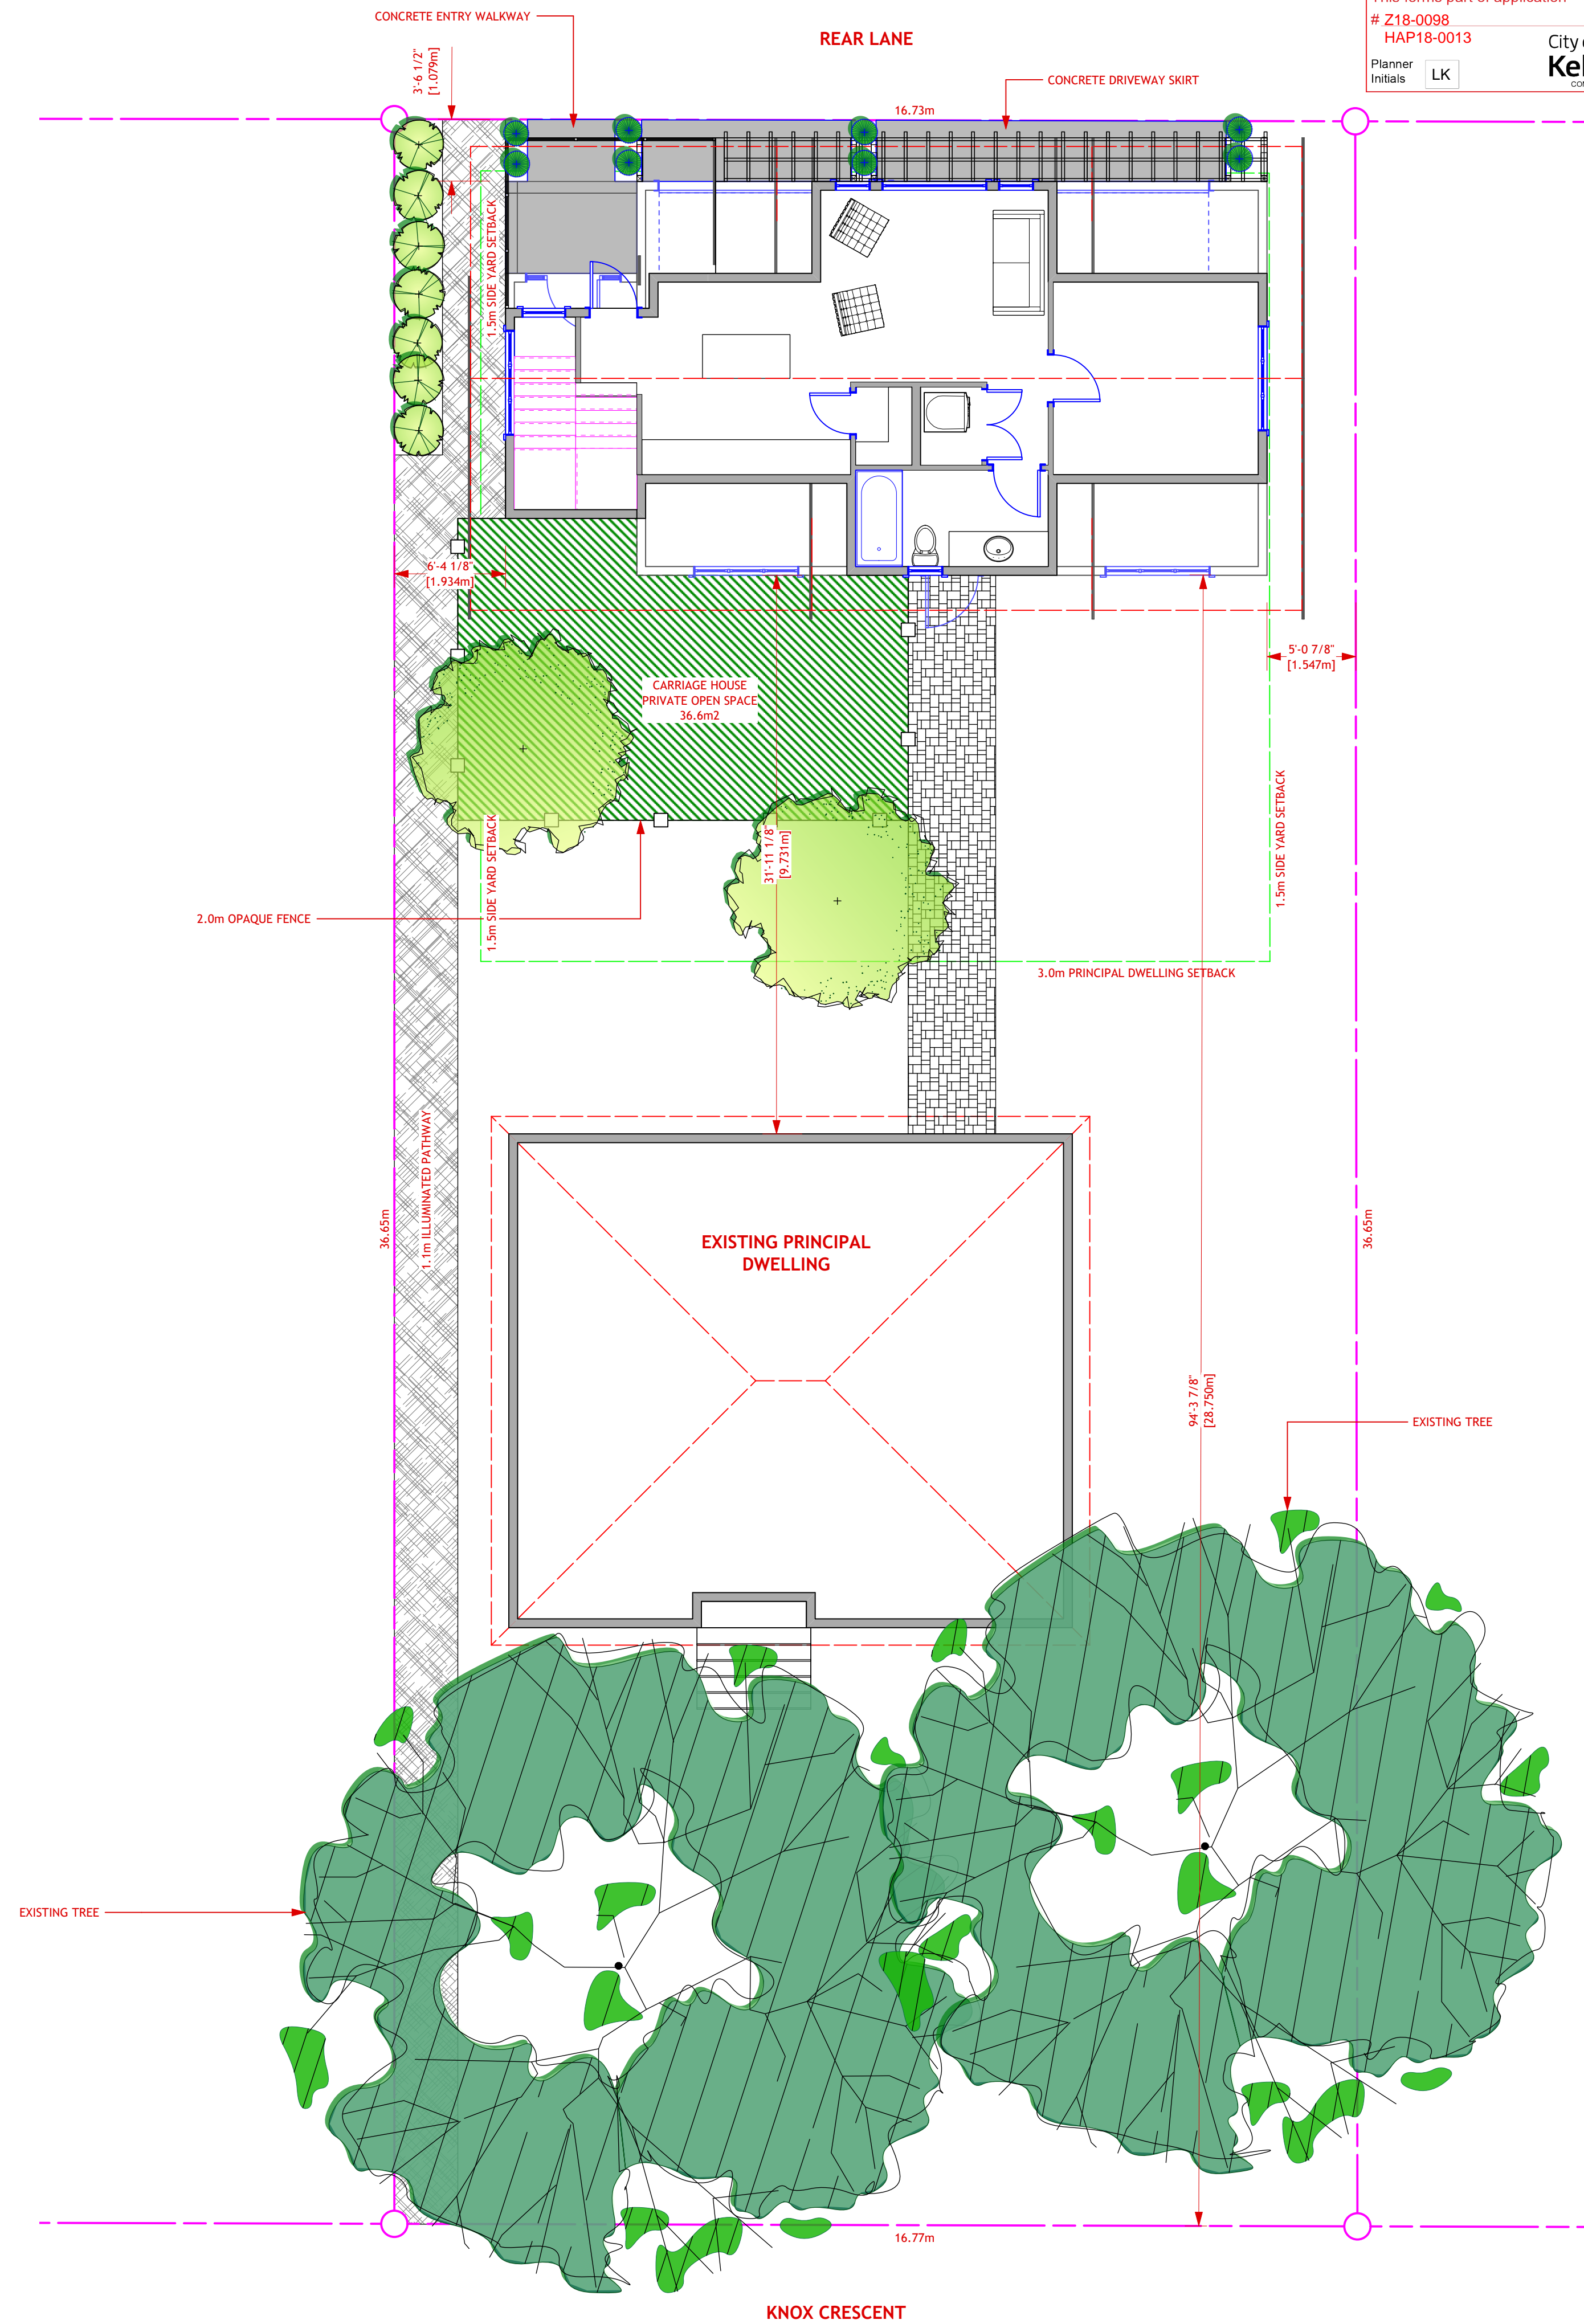 This forms part of application
# Z18-0098
HAP18-0013
City
Planner
Initials
LK
CONCRETE ENTRY WALKWAY
REAR LANE
3'-6 1/2"
[1.079m]
CONCRETE DRIVEWAY SKIRT
16.73m
1.5m SIDE YARD SETBACK
6'-4 1/8"
[1.934m]
5'-0 7/8"
[1.547m]
CARRIAGE HOUSE
PRIVATE OPEN SPACE
36.6m2
31'-11 1/8"
[9.731m]
1.5m SIDE YARD SETBACK
1.5m SIDE YARD SETBACK
2.0m OPAQUE FENCE
3.0m PRINCIPAL DWELLING SETBACK
1.1m ILLUMINATED PATHWAY
36.65m
EXISTING PRINCIPAL
DWELLING
36.65m
94'-3 7/8"
[28.750m]
EXISTING TREE
EXISTING TREE
16.77m
KNOX CRESCENT